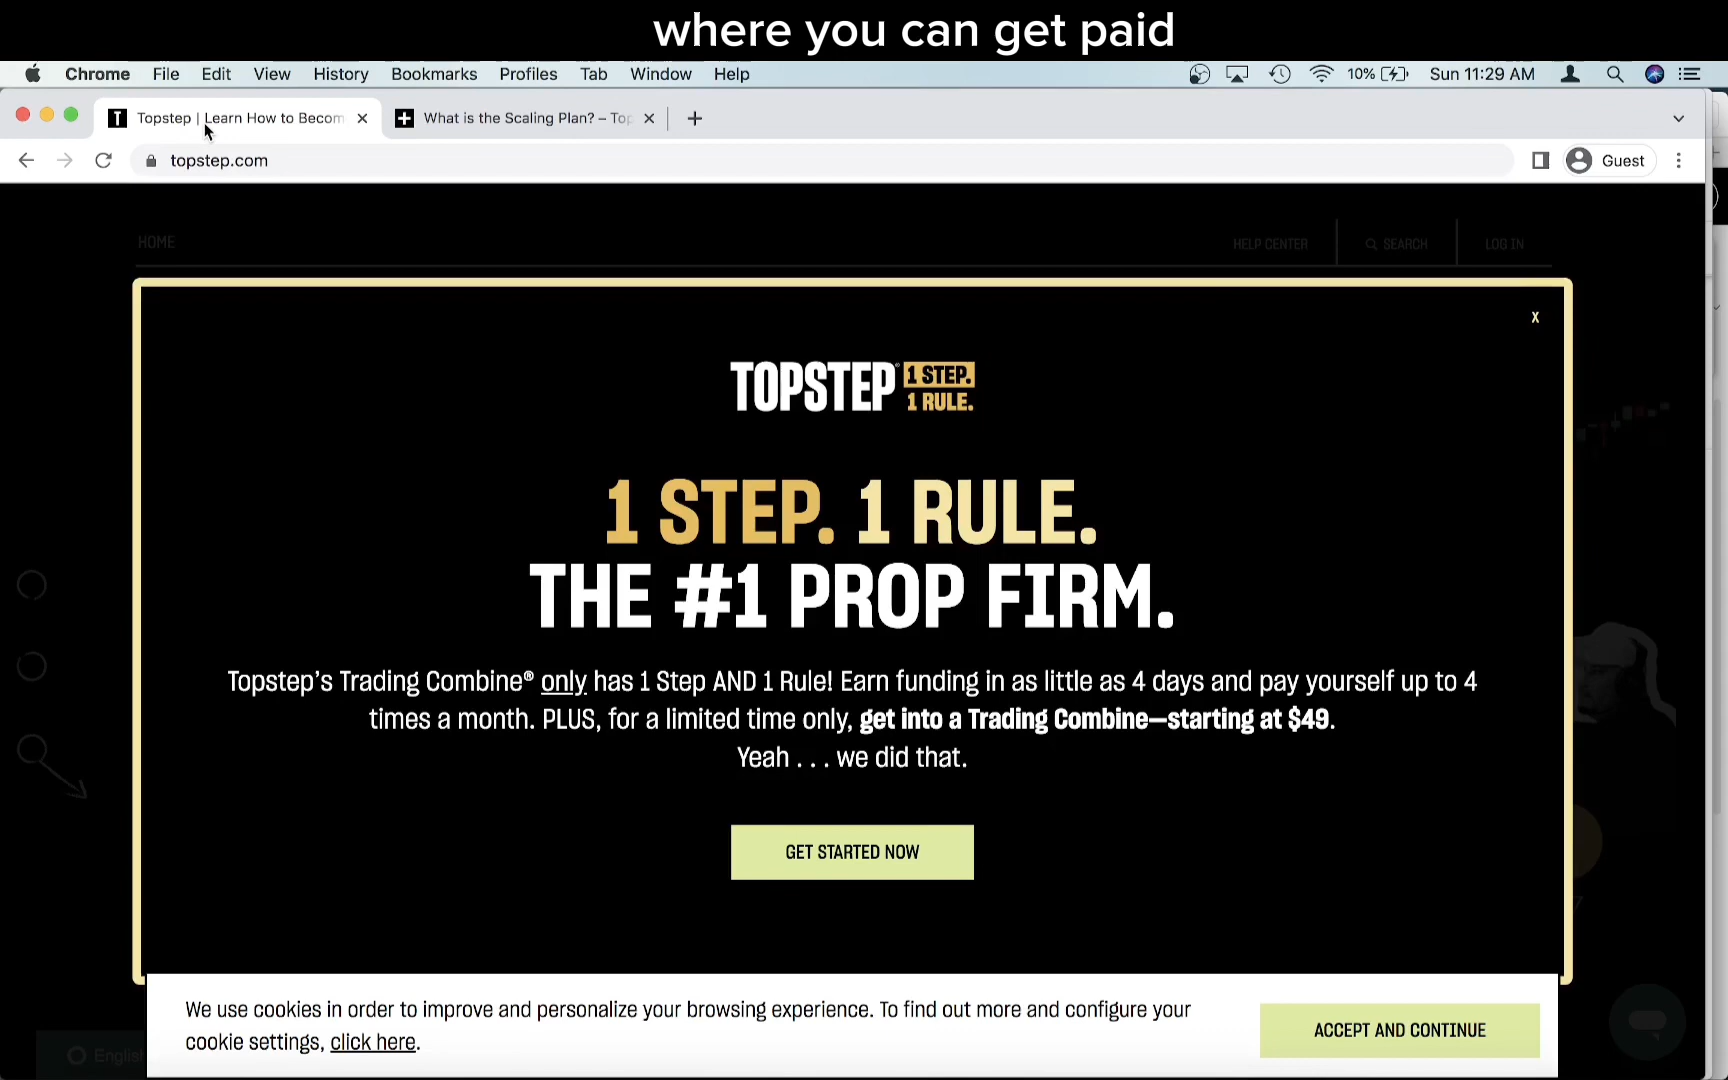 where you can get paid
Chrome File Edit View History Bookmarks Profiles Tab Window Help 10% Sun 11:29 AM
Topstep | Learn How to Becom What is the Scaling Plan? – Top
topstep.com Guest
HOME HELP CENTER SEARCH LOG IN
X
TOPSTEP® 1 STEP.
1 RULE.
1 STEP. 1 RULE.
THE #1 PROP FIRM.
Topstep's Trading Combine® only has 1 Step AND 1 Rule! Earn funding in as little as 4 days and pay yourself up to 4
times a month. PLUS, for a limited time only, get into a Trading Combine—starting at $49.
Yeah . . . we did that.
GET STARTED NOW
We use cookies in order to improve and personalize your browsing experience. To find out more and configure your
cookie settings, click here.
ACCEPT AND CONTINUE
English